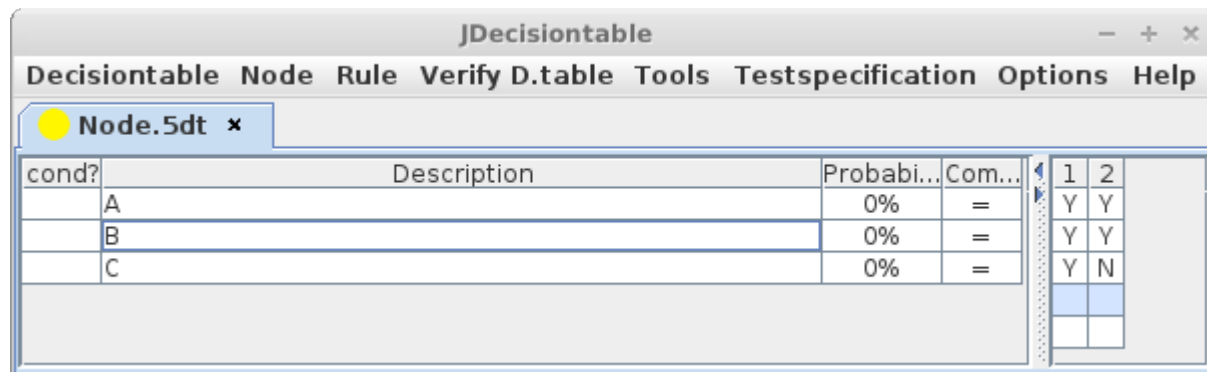 JDecisiontable
Decisiontable Node Rule Verify D.table Tools Testspecification Options Help
Node.5dt ×
cond? Description Probabi... Com... 1 2
A 0% = Y Y
B 0% = Y Y
C 0% = Y N